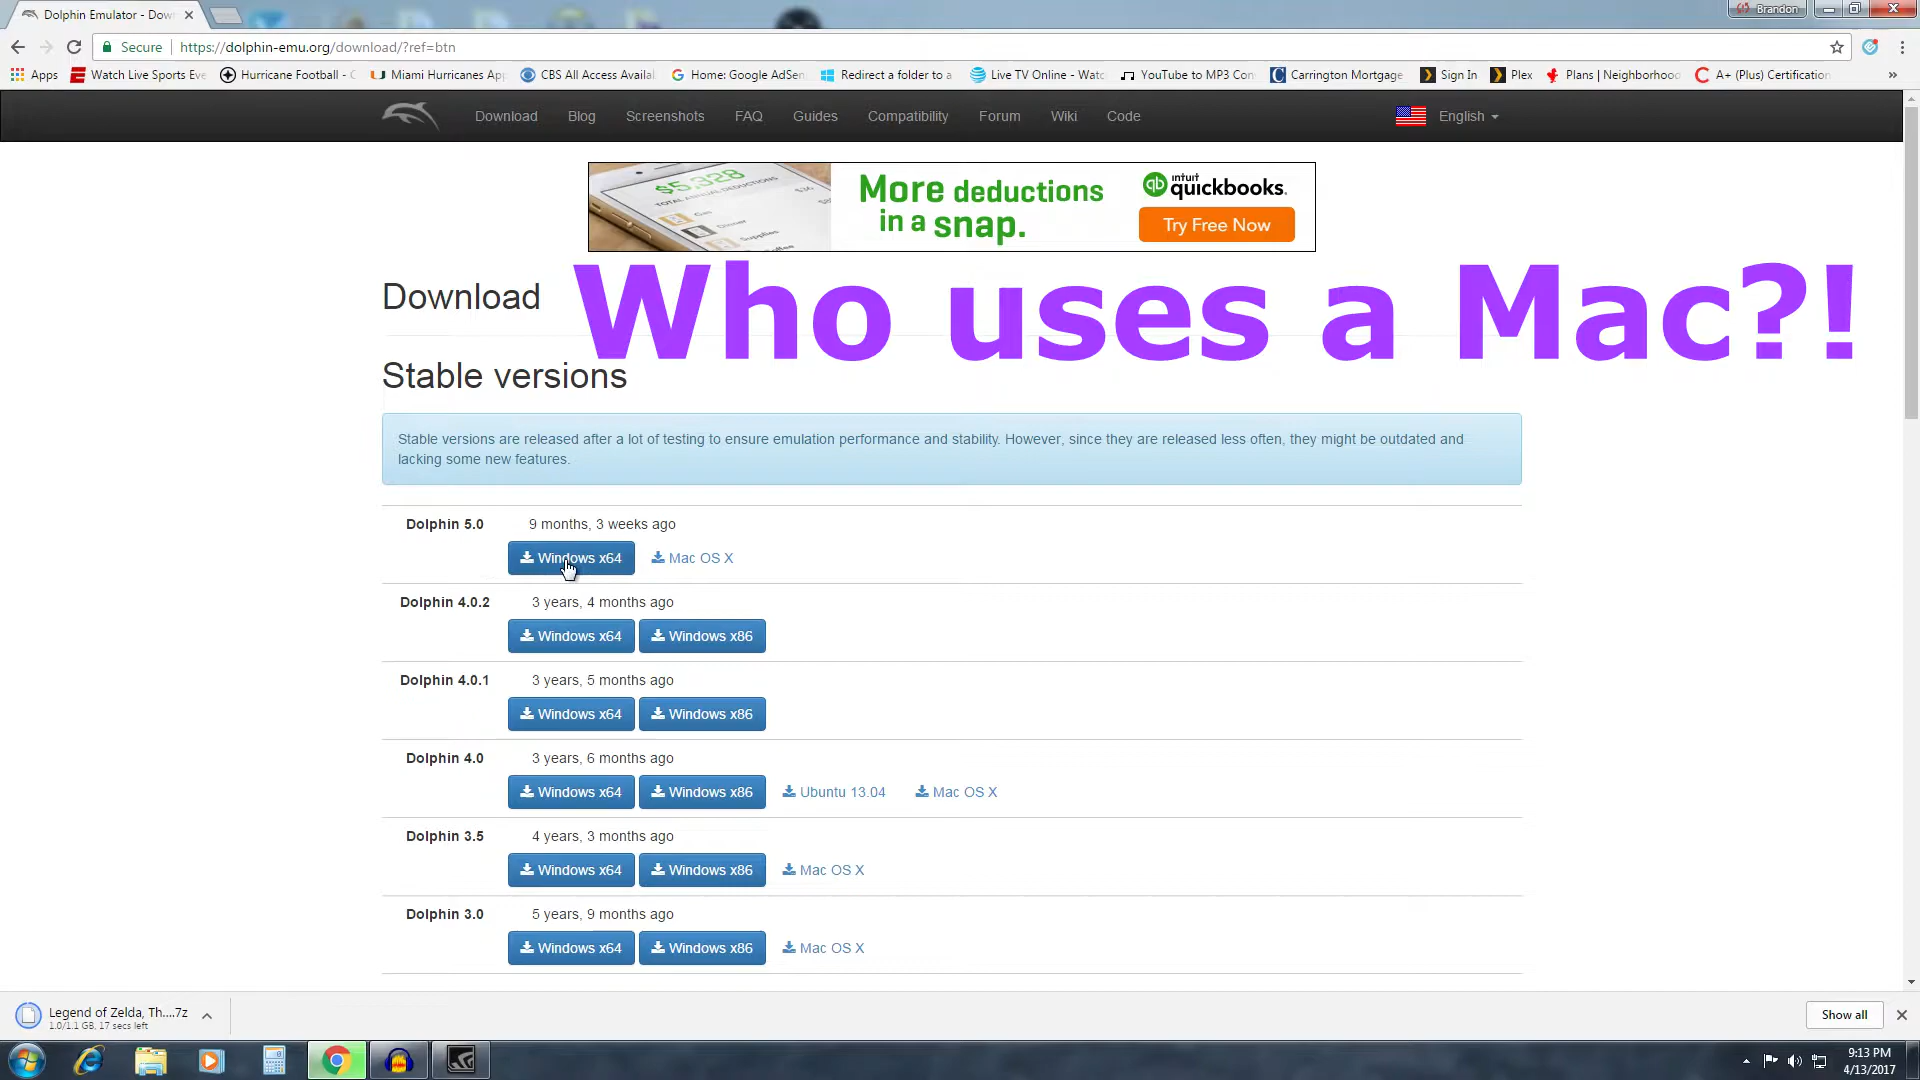 Dolphin Emulator - Dow
Brandon
Secure
https://dolphin-emu.org/download/?ref=btn
Apps
Watch Live Sports Eve
Hurricane Football - C
Miami Hurricanes App
CBS All Access Availal
Home: Google AdSen
Redirect a folder to a
Live TV Online - Watc
YouTube to MP3 Con
Carrington Mortgage
Sign In
Plex
Plans | Neighborhood
A+ (Plus) Certification
»
Download
Blog
Screenshots
FAQ
Guides
Compatibility
Forum
Wiki
Code
English
$5,328
TOTAL ANNUAL DEDUCTIONS
Gas
Dinner
Supplies
More deductions
in a snap.
intuit
qb quickbooks.
Try Free Now
Download
Who uses a Mac?!
Stable versions
Stable versions are released after a lot of testing to ensure emulation performance and stability. However, since they are released less often, they might be outdated and
lacking some new features.
Dolphin 5.0 9 months, 3 weeks ago
Windows x64 Mac OS X
Dolphin 4.0.2 3 years, 4 months ago
Windows x64 Windows x86
Dolphin 4.0.1 3 years, 5 months ago
Windows x64 Windows x86
Dolphin 4.0 3 years, 6 months ago
Windows x64 Windows x86 Ubuntu 13.04 Mac OS X
Dolphin 3.5 4 years, 3 months ago
Windows x64 Windows x86 Mac OS X
Dolphin 3.0 5 years, 9 months ago
Windows x64 Windows x86 Mac OS X
Legend of Zelda, Th....7z
1.0/1.1 GB, 17 secs left
Show all
9:13 PM
4/13/2017